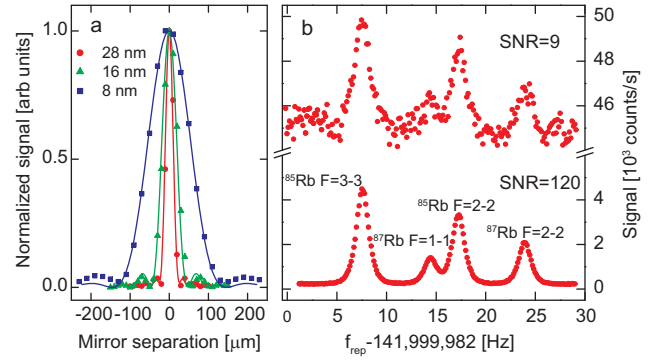 a
28 nm
16 nm
8 nm
1.0
0.5
0.0
Normalized signal [arb units]
-200
-100
0
100
200
Mirror separation [μm]
b
SNR=9
50
48
46
SNR=120
⁸⁵Rb F=3-3
⁸⁷Rb F=1-1
⁸⁵Rb F=2-2
⁸⁷Rb F=2-2
4
2
0
Signal [10³ counts/s]
0
5
10
15
20
25
30
f_rep-141,999,982 [Hz]